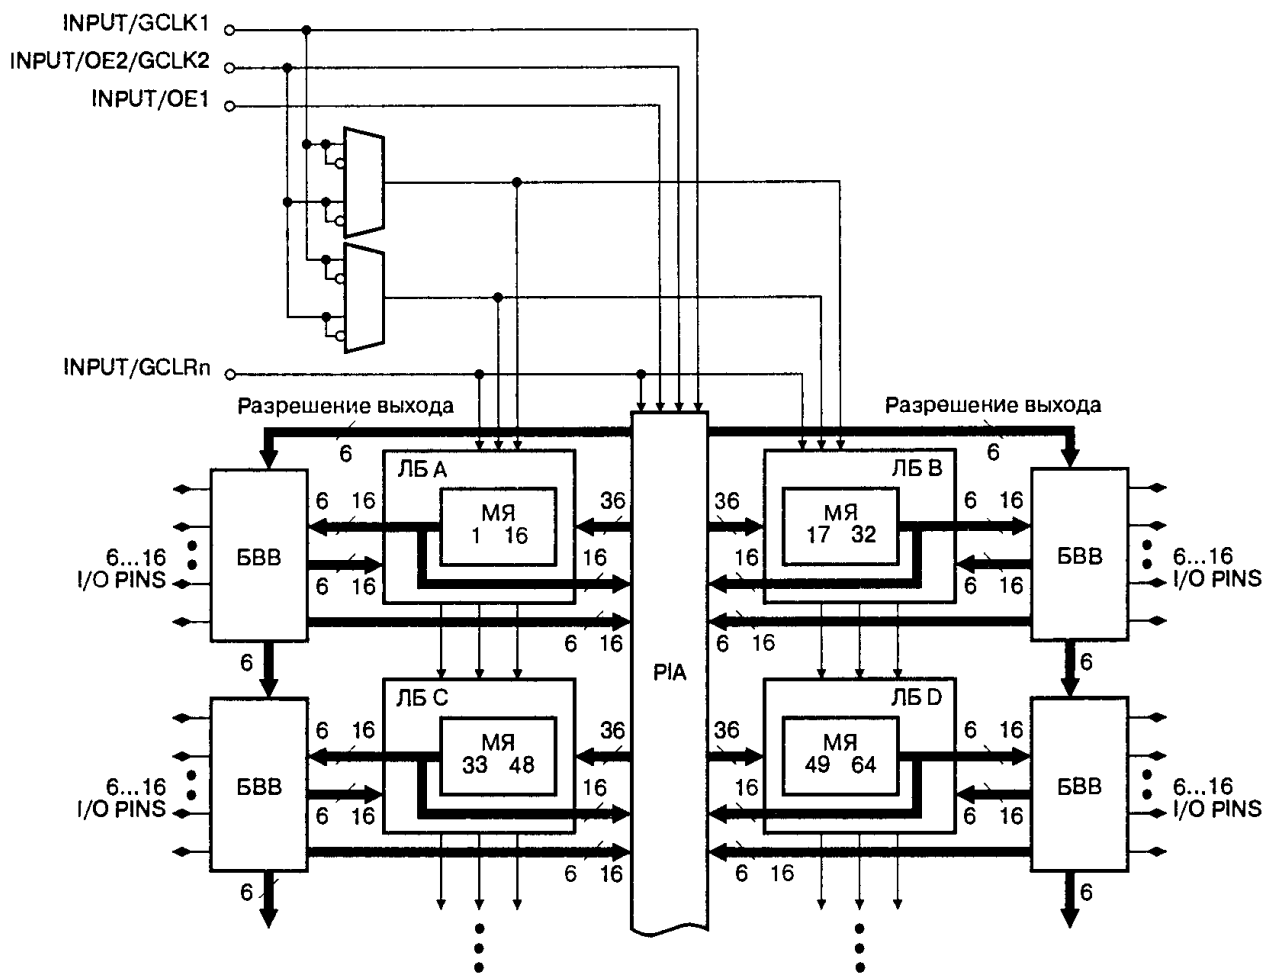 INPUT/GCLK1
INPUT/OE2/GCLK2
INPUT/OE1
INPUT/GCLRn
Разрешение выхода
Разрешение выхода
6
6
ЛБ A
ЛБ B
6 16
36
36
6 16
МЯ
1 16
МЯ
17 32
6...16
I/O PINS
БВВ
6 16
16
16
6 16
БВВ
6...16
I/O PINS
6 16
6 16
6
PIA
6
ЛБ C
ЛБ D
6 16
36
36
6 16
МЯ
33 48
МЯ
49 64
6...16
I/O PINS
БВВ
6 16
16
16
6 16
БВВ
6...16
I/O PINS
6 16
6 16
6
6